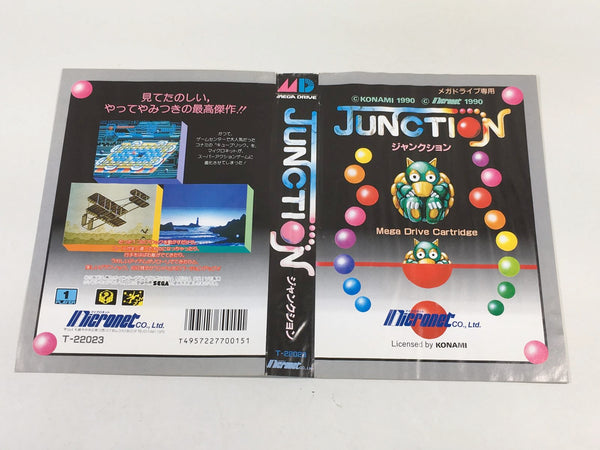 見てたのしい、
やってやみつきの最高傑作!!
かつて、
ゲームセンターで大人気だった
コナミの「キューブリック」を、
マイクロネットが、
スーパーアクションゲームに
進化させてしまった!
SEGA
1
PLAYER
Micronet CO., Ltd.
T-22023
T4957227700151
MD
MEGA DRIVE
JUNCTION
ジャンクション
T-22023
Micronet CO., Ltd.
メガドライブ専用
© KONAMI 1990 © Micronet 1990
JUNCTION
ジャンクション
Mega Drive Cartridge
Micronet CO., Ltd.
Licensed by KONAMI